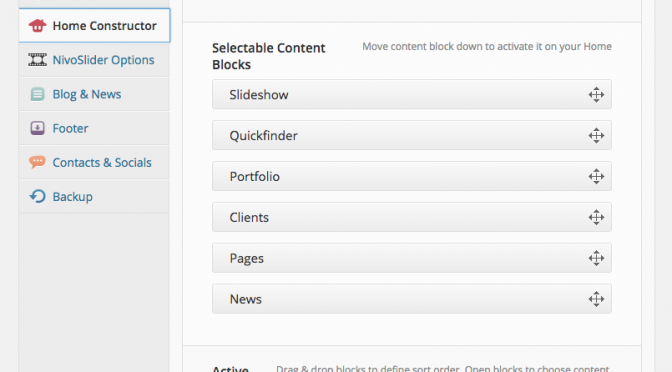 Home Constructor
NivoSlider Options
Blog & News
Footer
Contacts & Socials
Backup
Selectable Content
Blocks
Move content block down to activate it on your Home
Slideshow
Quickfinder
Portfolio
Clients
Pages
News
Active
Drag & drop blocks to define sort order. Open blocks to choose content